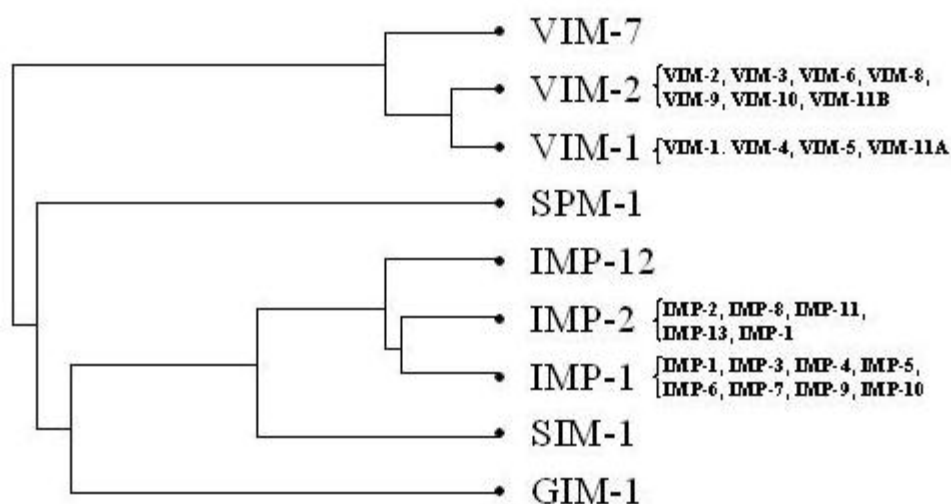 VIM-7
VIM-2
VIM-2, VIM-3, VIM-6, VIM-8,
VIM-9, VIM-10, VIM-11B
VIM-1
VIM-1. VIM-4, VIM-5, VIM-11A
SPM-1
IMP-12
IMP-2
IMP-2, IMP-8, IMP-11,
IMP-13, IMP-1
IMP-1
IMP-1, IMP-3, IMP-4, IMP-5,
IMP-6, IMP-7, IMP-9, IMP-10
SIM-1
GIM-1